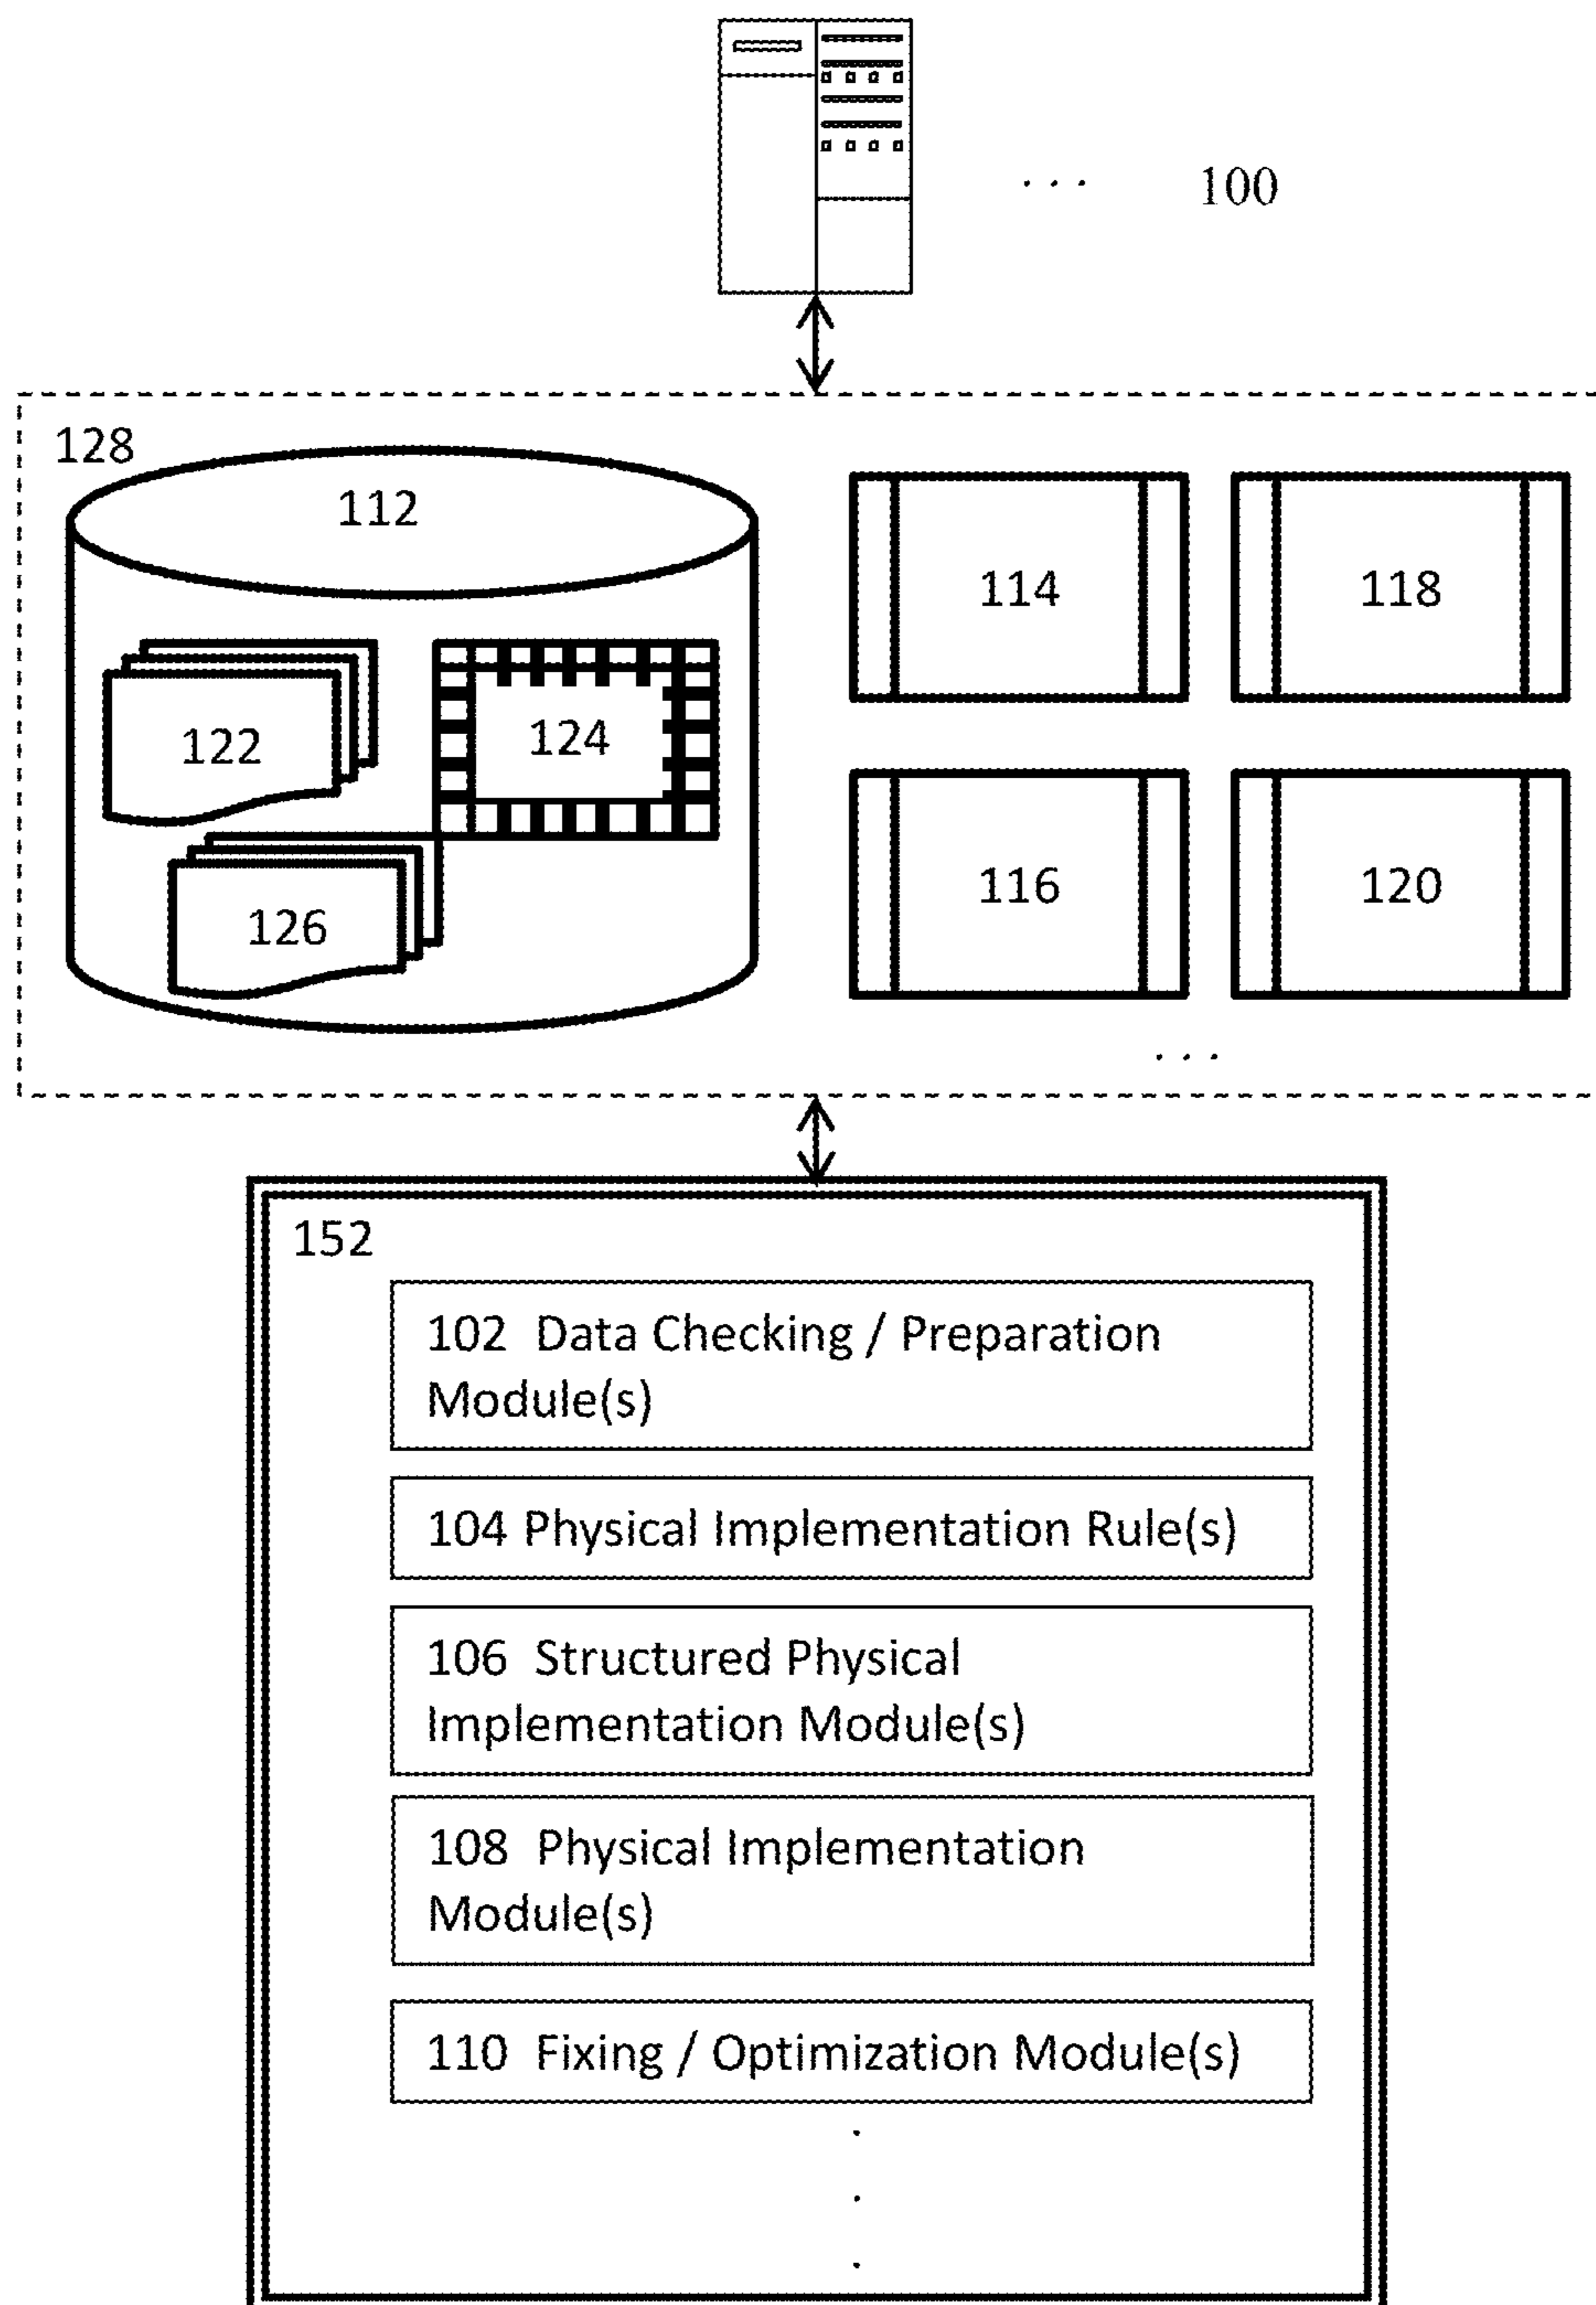 ... 100
128
112
114
118
122
124
116
120
126
...
152
102 Data Checking / Preparation
Module(s)
104 Physical Implementation Rule(s)
106 Structured Physical
Implementation Module(s)
108 Physical Implementation
Module(s)
110 Fixing / Optimization Module(s)
.
.
.